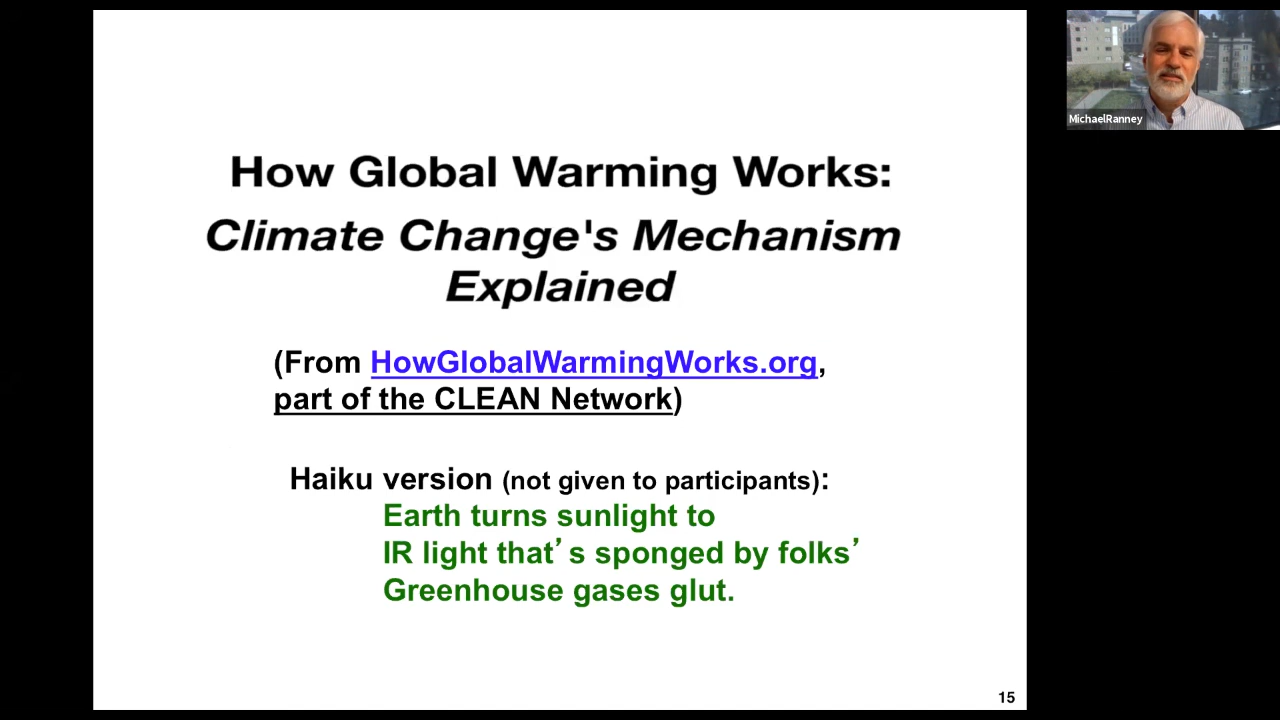 How Global Warming Works:
Climate Change's Mechanism
Explained
(From HowGlobalWarmingWorks.org,
part of the CLEAN Network)
Haiku version (not given to participants):
Earth turns sunlight to
IR light that’s sponged by folks’
Greenhouse gases glut.
15
MichaelRanney